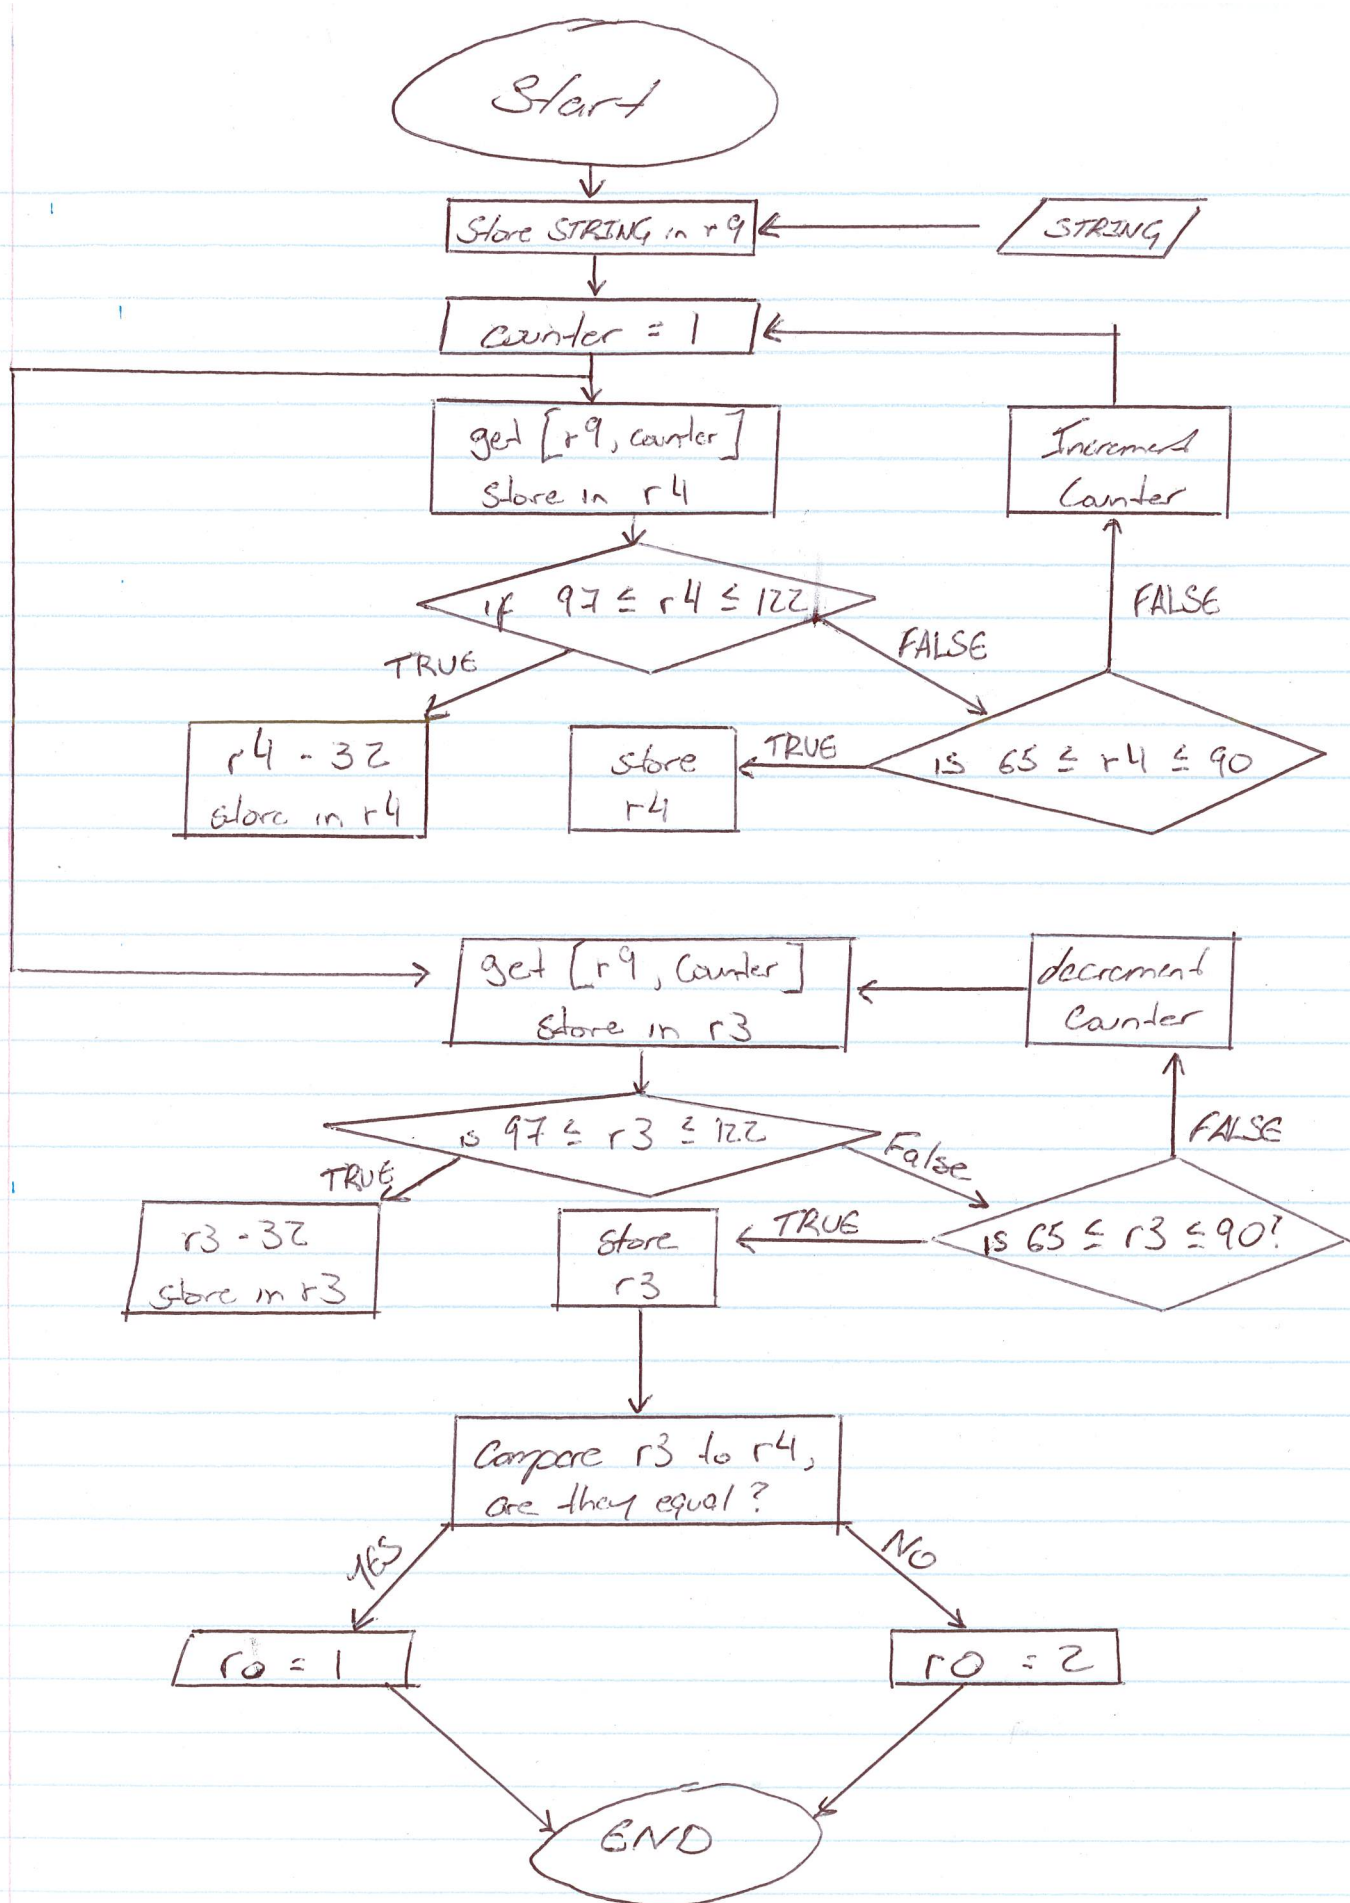 Start
Store STRING in r9
STRING
counter = 1
get [r9, counter]
store in r4
Increment
Counter
if 97 ≤ r4 ≤ 122
TRUE
FALSE
FALSE
r4 - 32
store in r4
store
r4
TRUE
is 65 ≤ r4 ≤ 90
get [r9, Counter]
store in r3
decrement
Counter
is 97 ≤ r3 ≤ 122
TRUE
False
FALSE
r3 - 32
store in r3
store
r3
TRUE
is 65 ≤ r3 ≤ 90?
Compare r3 to r4,
are they equal?
YES
NO
r0 = 1
r0 = 2
END